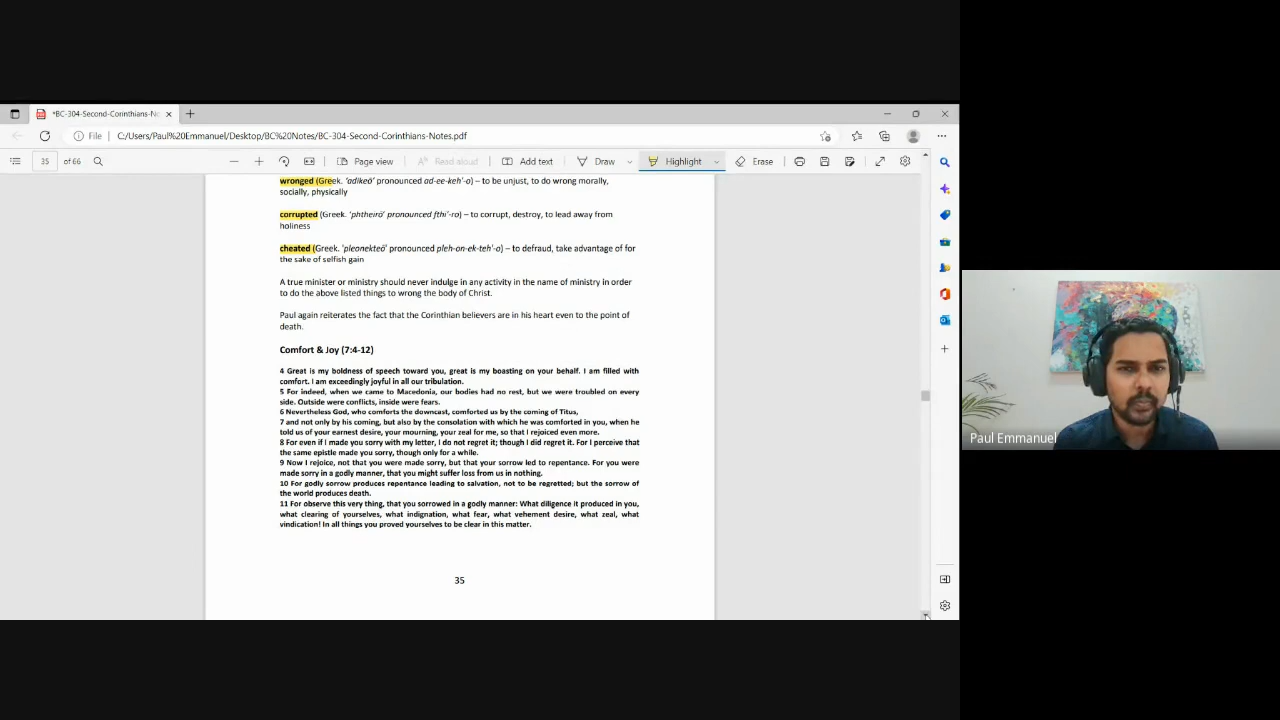 *BC-304-Second-Corinthians-No
File
C:/Users/Paul%20Emmanuel/Desktop/BC%20Notes/BC-304-Second-Corinthians-Notes.pdf
35 of 66
Page view
Read aloud
Add text
Draw
Highlight
Erase
wronged (Greek. 'adikeō' pronounced ad-ee-keh'-o) – to be unjust, to do wrong morally,
socially, physically
corrupted (Greek. 'phtheirō' pronounced fthi'-ro) – to corrupt, destroy, to lead away from
holiness
cheated (Greek. 'pleonekteō' pronounced pleh-on-ek-teh'-o) – to defraud, take advantage of for
the sake of selfish gain
A true minister or ministry should never indulge in any activity in the name of ministry in order
to do the above listed things to wrong the body of Christ.
Paul again reiterates the fact that the Corinthian believers are in his heart even to the point of
death.
Comfort & Joy (7:4-12)
4 Great is my boldness of speech toward you, great is my boasting on your behalf. I am filled with
comfort. I am exceedingly joyful in all our tribulation.
5 For indeed, when we came to Macedonia, our bodies had no rest, but we were troubled on every
side. Outside were conflicts, inside were fears.
6 Nevertheless God, who comforts the downcast, comforted us by the coming of Titus,
7 and not only by his coming, but also by the consolation with which he was comforted in you, when he
told us of your earnest desire, your mourning, your zeal for me, so that I rejoiced even more.
8 For even if I made you sorry with my letter, I do not regret it; though I did regret it. For I perceive that
the same epistle made you sorry, though only for a while.
9 Now I rejoice, not that you were made sorry, but that your sorrow led to repentance. For you were
made sorry in a godly manner, that you might suffer loss from us in nothing.
10 For godly sorrow produces repentance leading to salvation, not to be regretted; but the sorrow of
the world produces death.
11 For observe this very thing, that you sorrowed in a godly manner: What diligence it produced in you,
what clearing of yourselves, what indignation, what fear, what vehement desire, what zeal, what
vindication! In all things you proved yourselves to be clear in this matter.
35
Paul Emmanuel